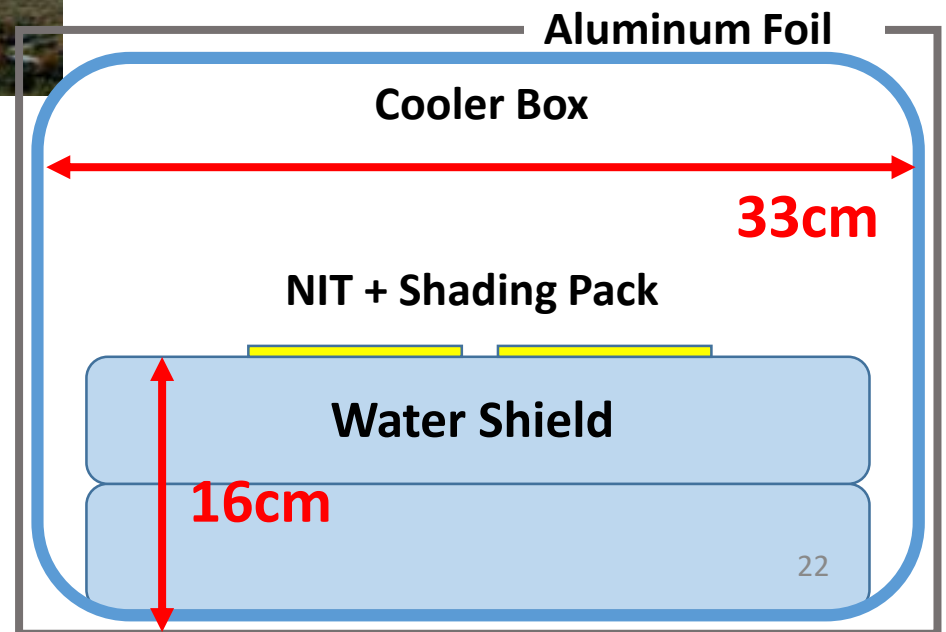 Aluminum Foil
Cooler Box
33cm
NIT + Shading Pack
Water Shield
16cm
22